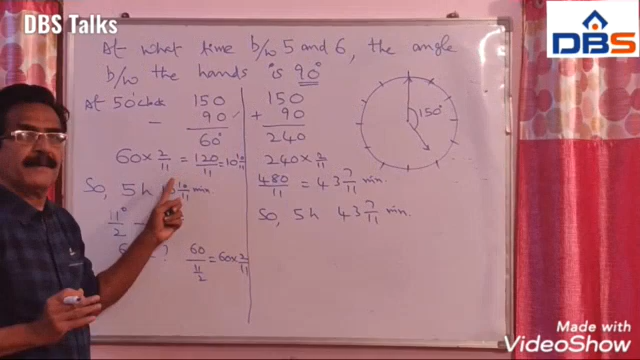 DBS Talks
DBS
Please Subscribe!
At what time b/w 5 and 6, the angle
b/w the hands is 90°
At 5 O'clock
150
- 90
60°
60 × 2/11 = 120/11 = 10 10/11
So, 5 h 10 10/11 min.
11°/2
?
60/(11/2) = 60 × 2/11
150
+ 90
240
240 × 2/11
480/11 = 43 7/11 min.
So, 5h 43 7/11 min.
150°
Made with
VideoShow